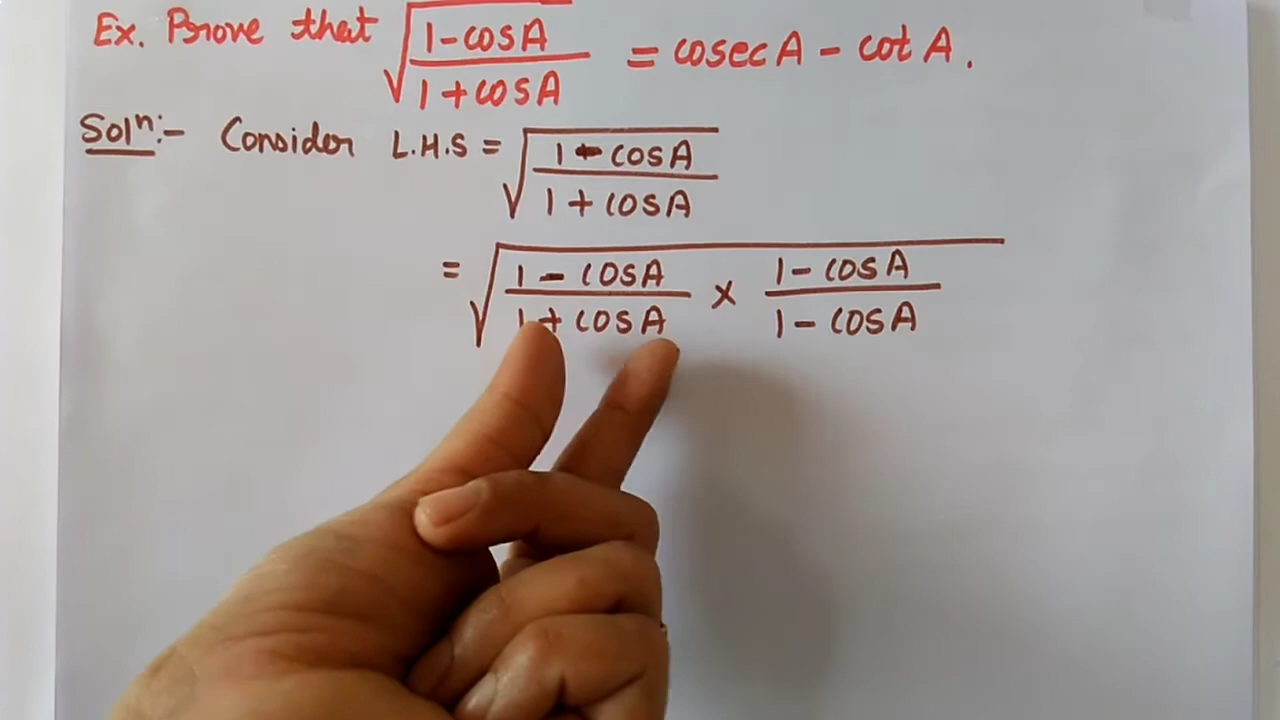 Ex. Prove that √((1-cosA)/(1+cosA)) = cosecA - cotA.
Solⁿ:- Consider L.H.S = √((1-cosA)/(1+cosA))
= √((1-cosA)/(1+cosA) × (1-cosA)/(1-cosA))